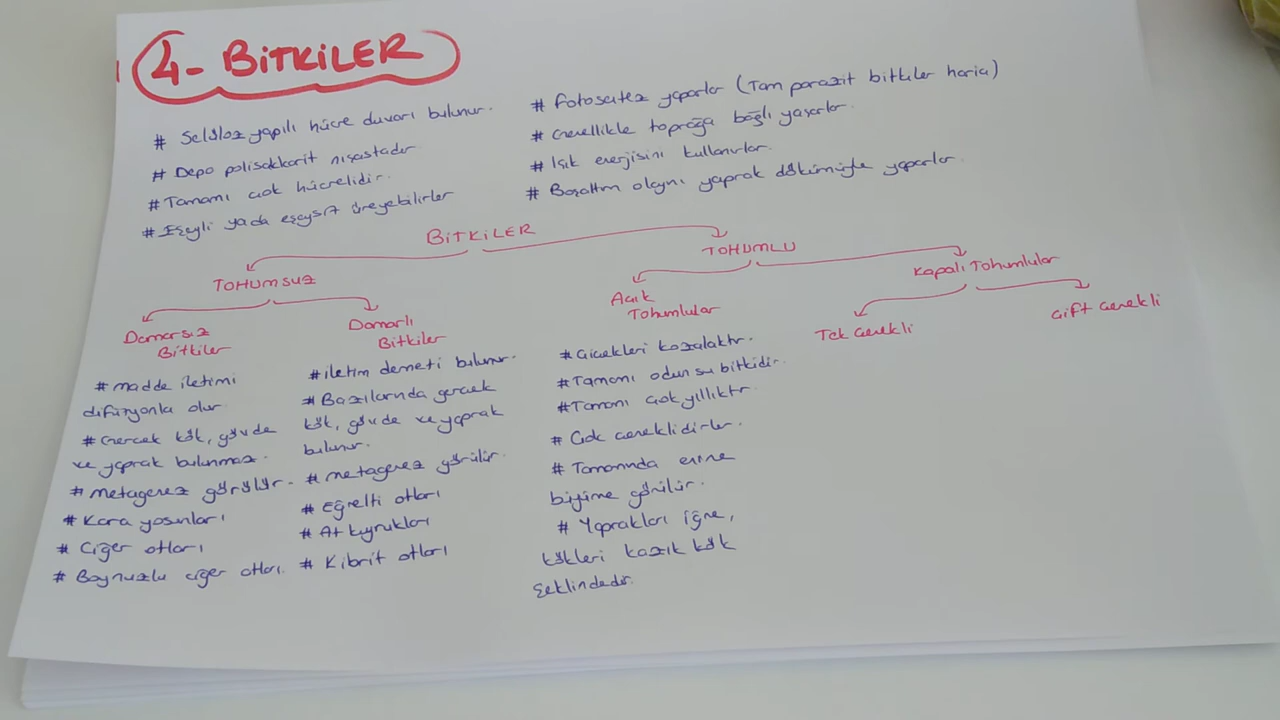 4- BİTKİLER
# Selüloz yapılı hücre duvarı bulunur.
# Depo polisakkarit nişastadır
# Tamamı çok hücrelidir.
# Eşeyli yada eşeysiz üreyebilirler
# Fotosentez yaparlar (Tam parazit bitkiler hariç)
# Genellikle toprağa bağlı yaşarlar.
# Işık enerjisini kullanırlar.
# Boşaltım olayını yaprak dökümüyle yaparlar.
BİTKİLER
TOHUMSUZ
TOHUMLU
Damarsız
Bitkiler
Damarlı
Bitkiler
Açık
Tohumlular
Kapalı Tohumlular
Tek Çenekli
Çift Çenekli
# Madde iletimi
difüzyonla olur
# Gerçek kök, gövde
ve yaprak bulunmaz.
# Metagenez görülür.
# Kara yosunları
# Ciğer otları
# Boynuzlu ciğer otları.
# İletim demeti bulunur.
# Bazılarında gerçek
kök, gövde ve yaprak
bulunur.
# Metagenez görülür.
# Eğrelti otları
# At kuyrukları
# Kibrit otları
# Çiçekleri kozalaktır.
# Tamamı odunsu bitkidir.
# Tamamı çok yıllıktır.
# Çok çeneklidirler.
# Tamamında enine
büyüme görülür.
# Yaprakları iğne,
kökleri kazık kök
şeklindedir.